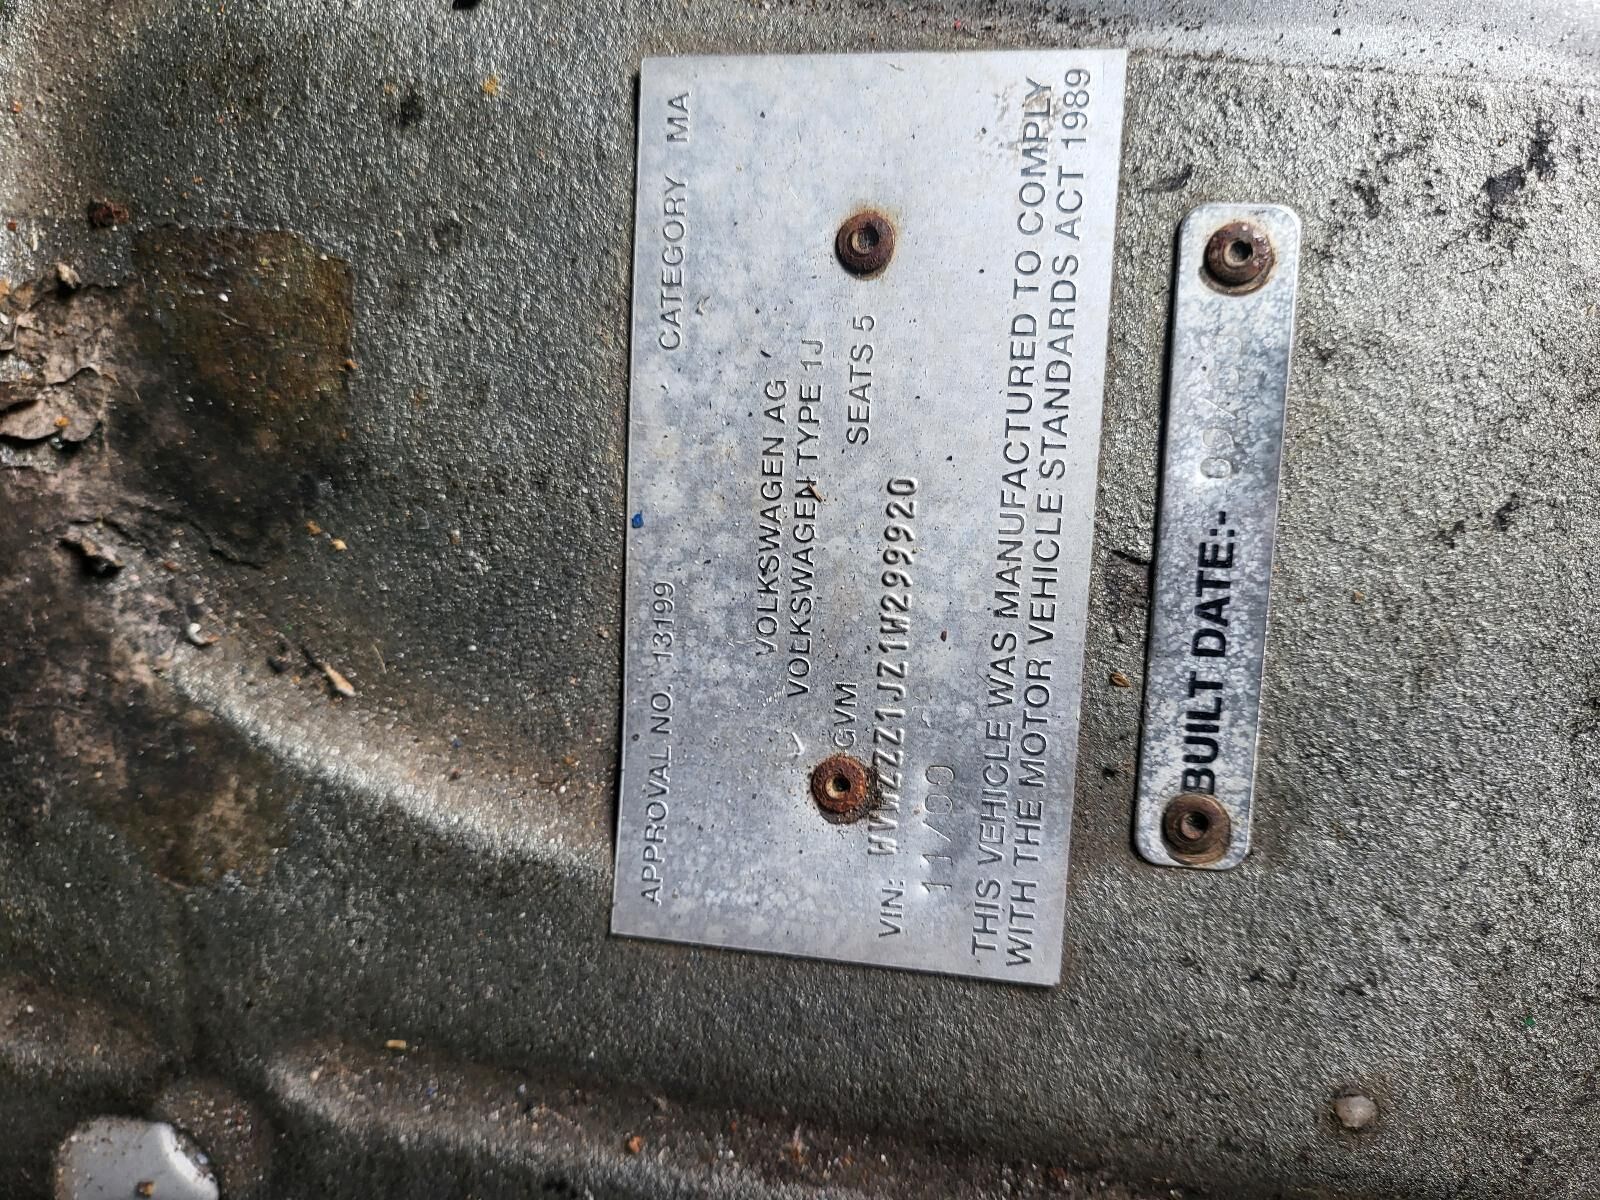 APPROVAL NO. 13199 CATEGORY MA
VOLKSWAGEN AG
VOLKSWAGEN TYPE 1J
GVM SEATS 5
VIN: WVWZZZ1JZ1W299920
11/00
THIS VEHICLE WAS MANUFACTURED TO COMPLY
WITH THE MOTOR VEHICLE STANDARDS ACT 1989
BUILT DATE:-